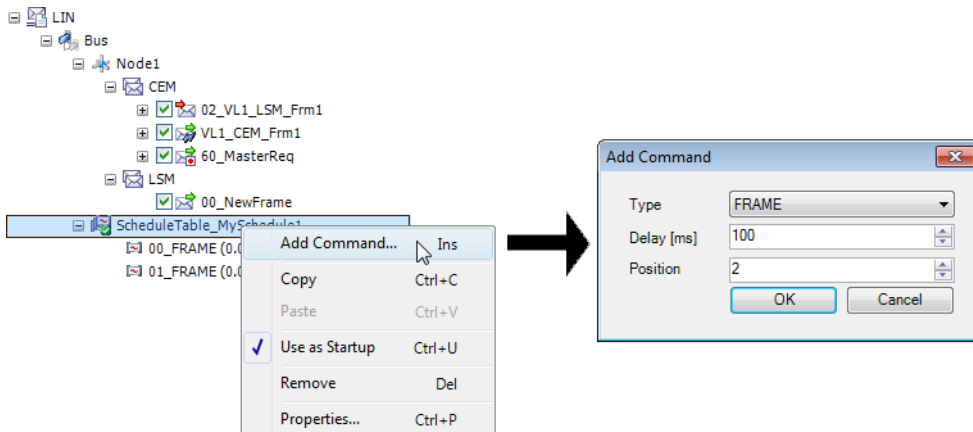 LIN
Bus
Node1
CEM
02_VL1_LSM_Frm1
VL1_CEM_Frm1
60_MasterReq
LSM
00_NewFrame
ScheduleTable_MySchedule1
00_FRAME (0.0
01_FRAME (0.0
Add Command... Ins
Copy Ctrl+C
Paste Ctrl+V
Use as Startup Ctrl+U
Remove Del
Properties... Ctrl+P
Add Command
Type FRAME
Delay [ms] 100
Position 2
OK Cancel